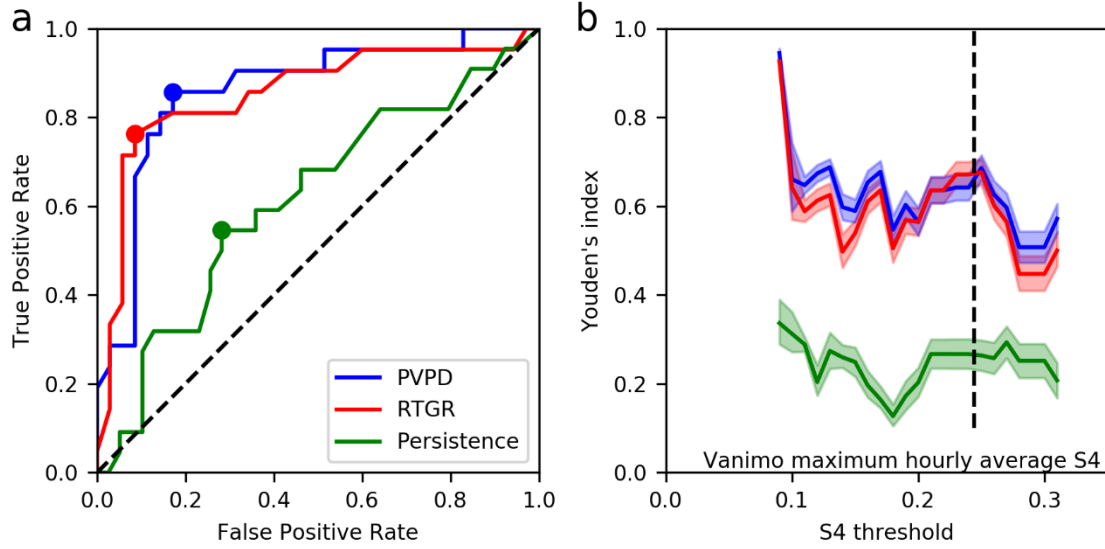 a
1.0
0.8
0.6
0.4
0.2
0.0
True Positive Rate
0.0 0.2 0.4 0.6 0.8 1.0
False Positive Rate
PVPD
RTGR
Persistence
b
1.0
0.8
0.6
0.4
0.2
0.0
Youden's index
Vanimo maximum hourly average S4
0.0 0.1 0.2 0.3
S4 threshold